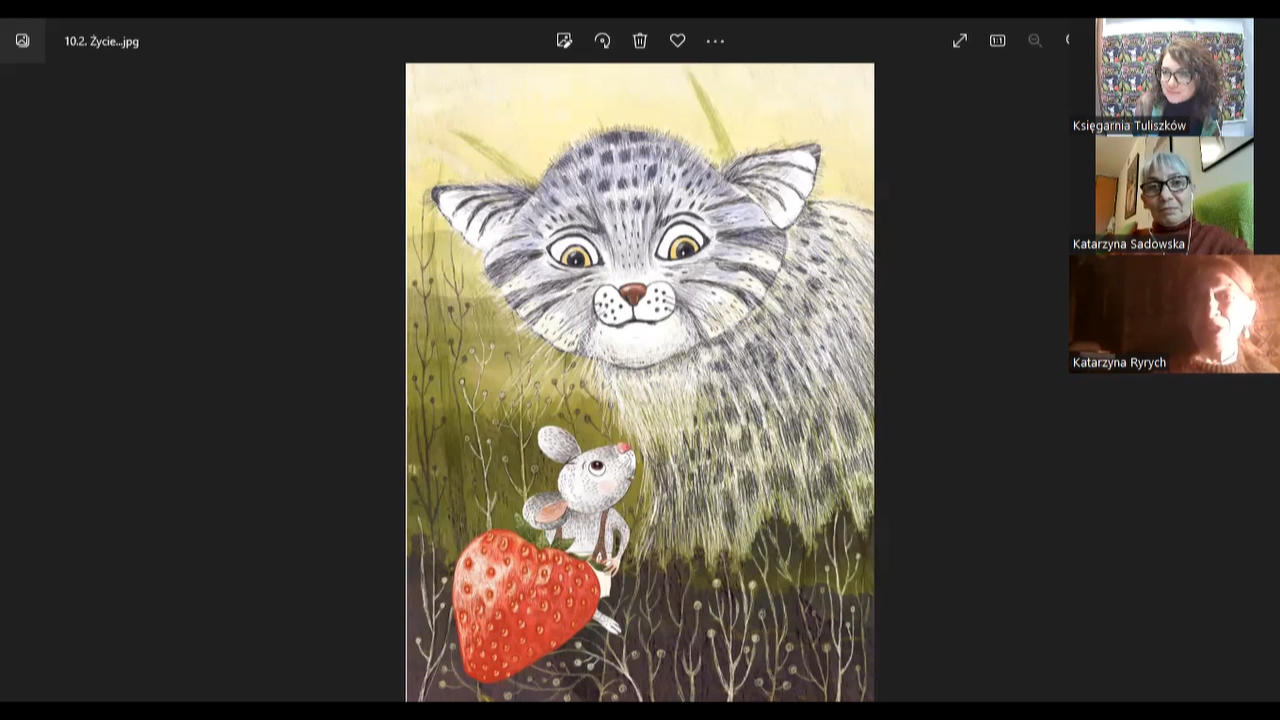 10.2. Życie...jpg
Księgarnia Tuliszków
Katarzyna Sadowska
Katarzyna Ryrych